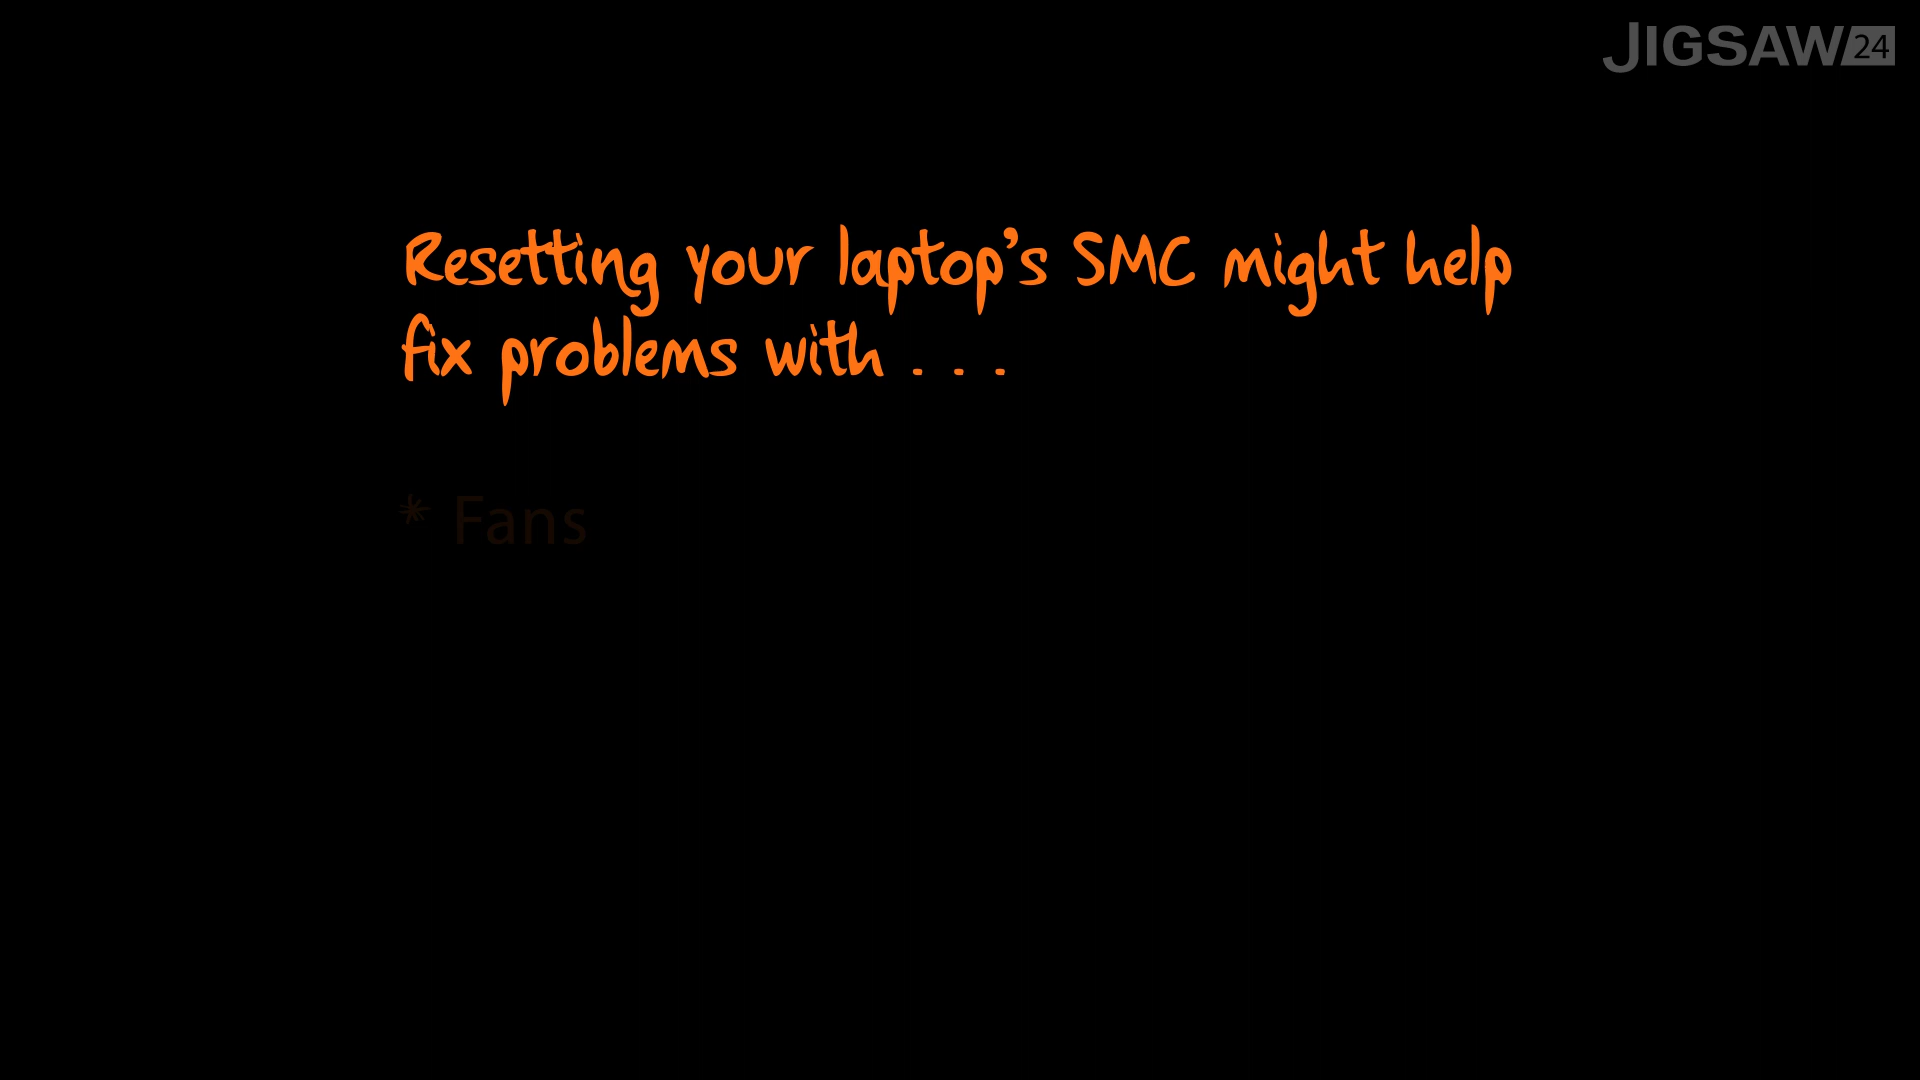 JIGSAW24
Resetting your laptop's SMC might help
fix problems with . . .
* Fans